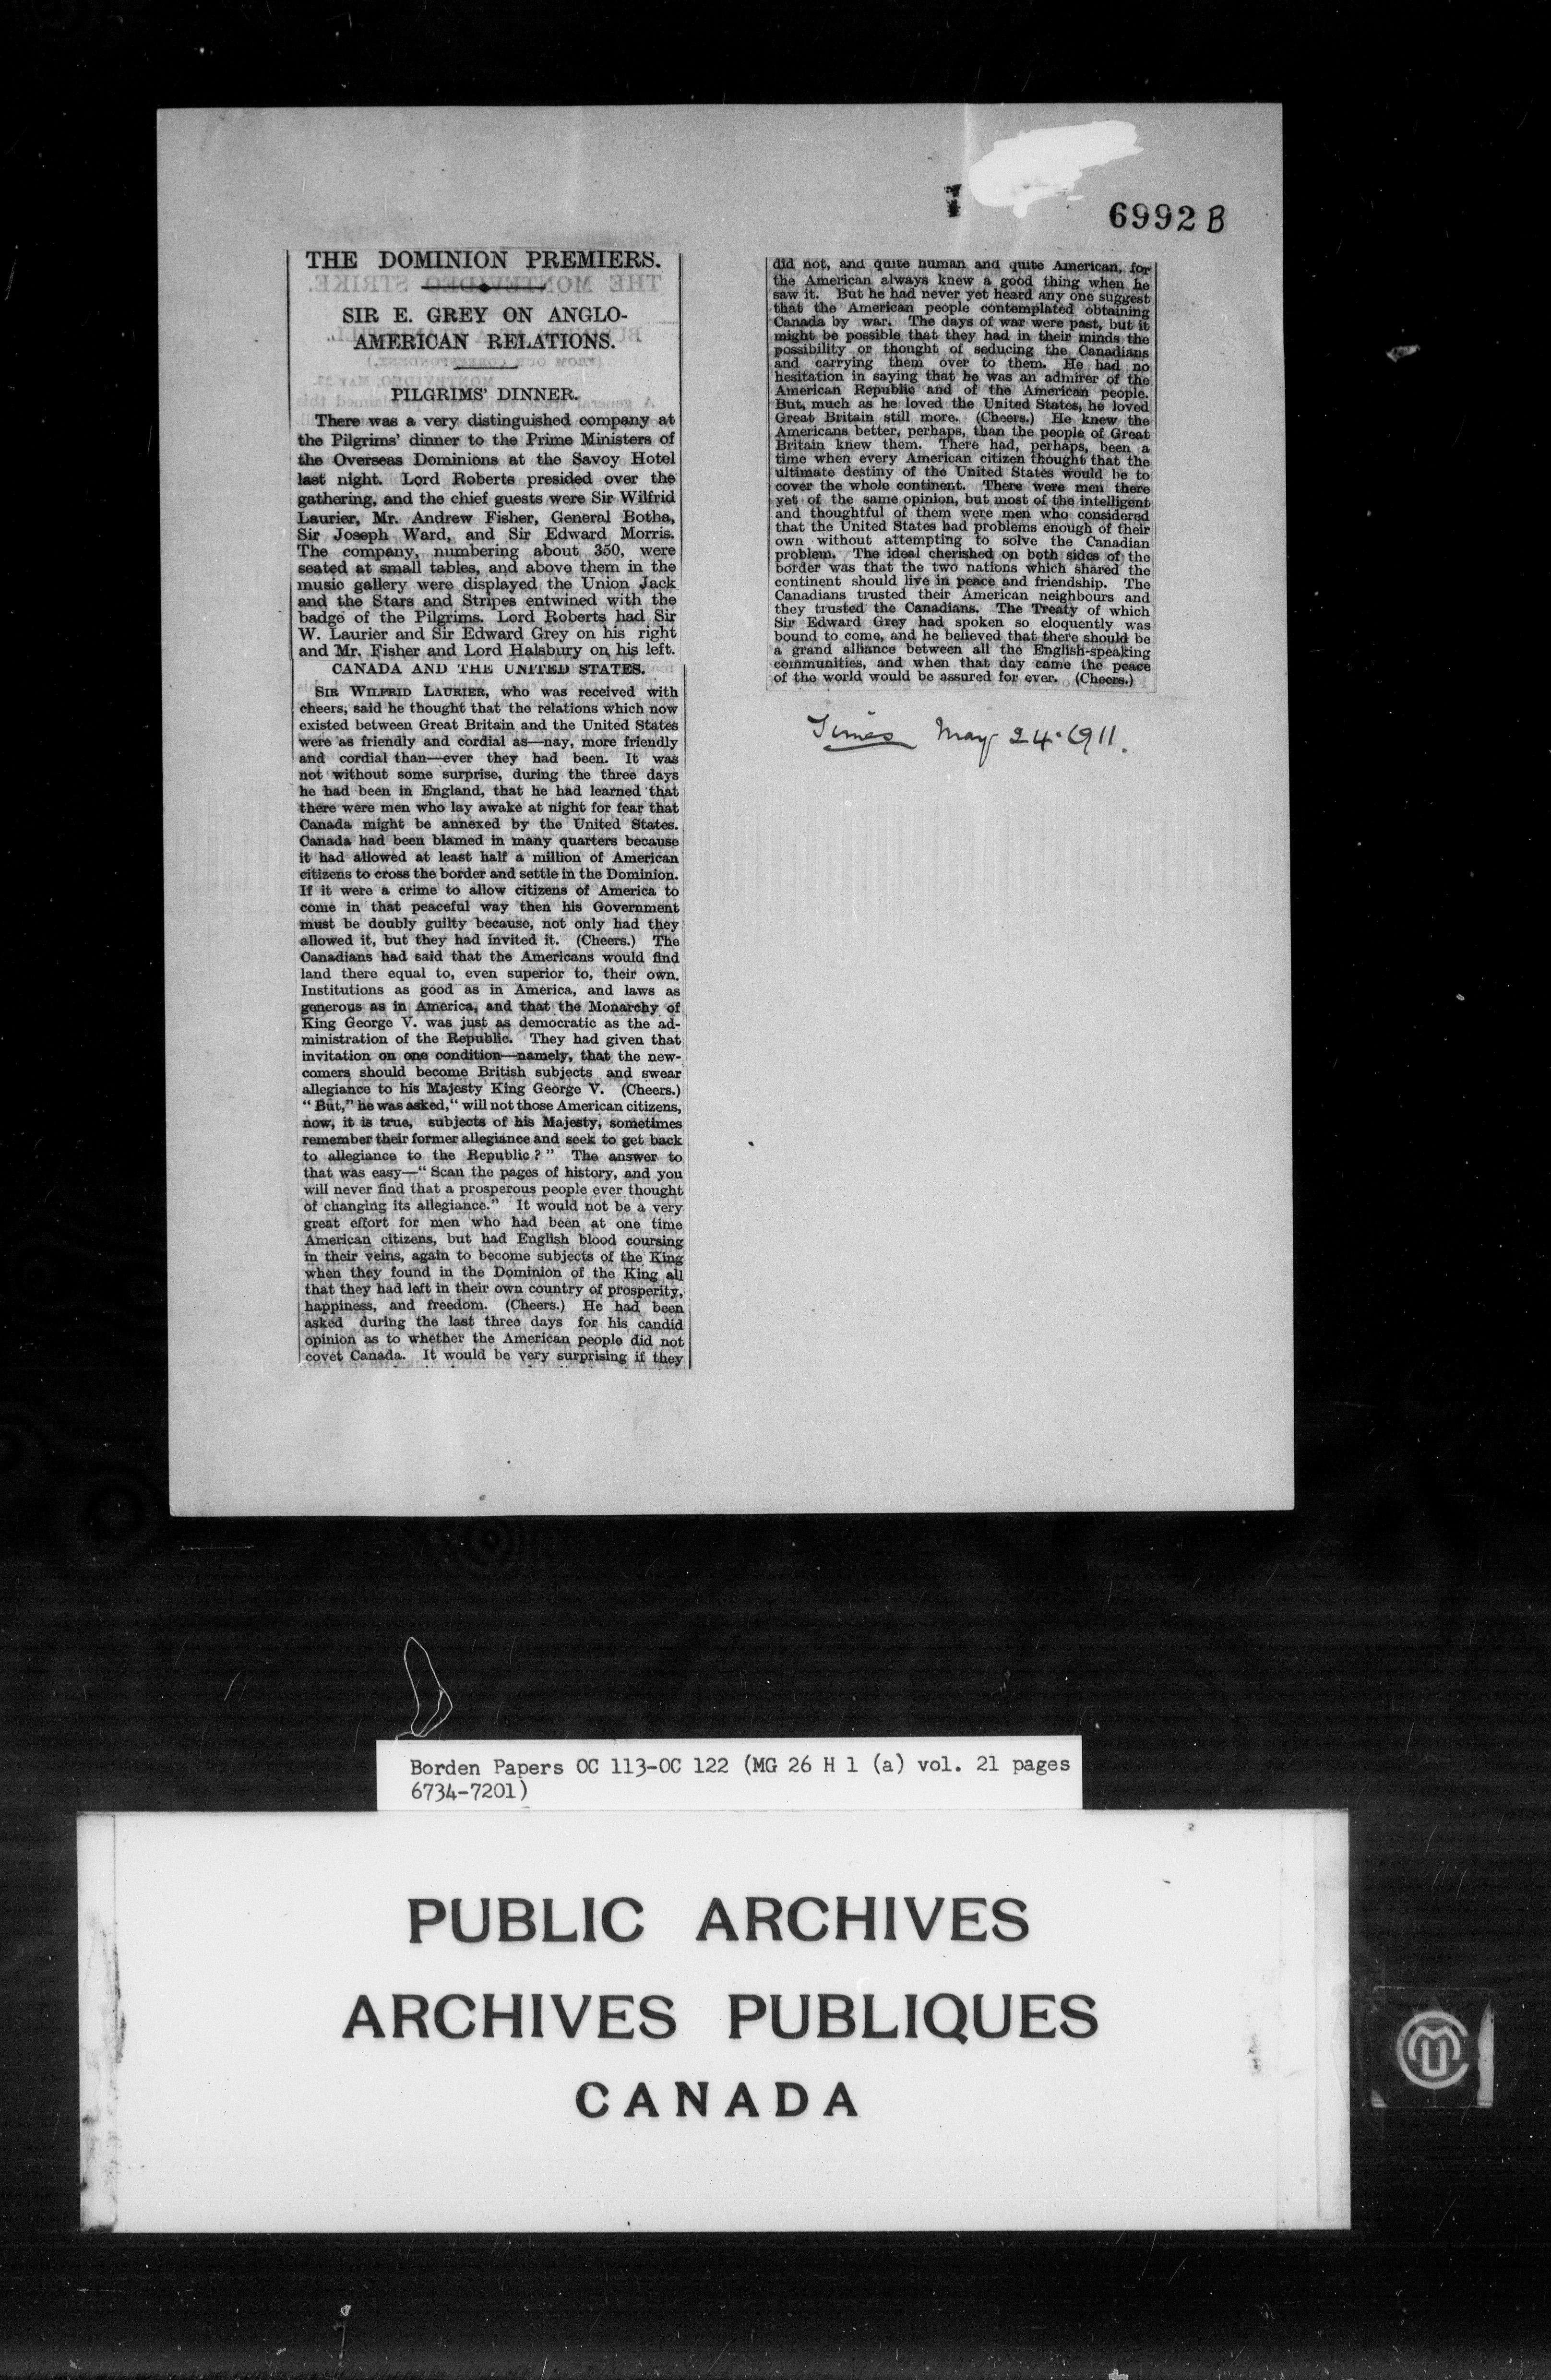 6992 B
THE DOMINION PREMIERS.
SIR E. GREY ON ANGLO-
AMERICAN RELATIONS.
PILGRIMS' DINNER.
There was a very distinguished company at
the Pilgrims' dinner to the Prime Ministers of
the Overseas Dominions at the Savoy Hotel
last night. Lord Roberts presided over the
gathering, and the chief guests were Sir Wilfrid
Laurier, Mr. Andrew Fisher, General Botha,
Sir Joseph Ward, and Sir Edward Morris.
The company, numbering about 350, were
seated at small tables, and above them in the
music gallery were displayed the Union Jack
and the Stars and Stripes entwined with the
badge of the Pilgrims. Lord Roberts had Sir
W. Laurier and Sir Edward Grey on his right
and Mr. Fisher and Lord Halsbury on his left.
CANADA AND THE UNITED STATES.
SIR WILFRID LAURIER, who was received with
cheers, said he thought that the relations which now
existed between Great Britain and the United States
were as friendly and cordial as—nay, more friendly
and cordial than—ever they had been. It was
not without some surprise, during the three days
he had been in England, that he had learned that
there were men who lay awake at night for fear that
Canada might be annexed by the United States.
Canada had been blamed in many quarters because
it had allowed at least half a million of American
citizens to cross the border and settle in the Dominion.
If it were a crime to allow citizens of America to
come in that peaceful way then his Government
must be doubly guilty because, not only had they
allowed it, but they had invited it. (Cheers.) The
Canadians had said that the Americans would find
land there equal to, even superior to, their own.
Institutions as good as in America, and laws as
generous as in America, and that the Monarchy of
King George V. was just as democratic as the ad-
ministration of the Republic. They had given that
invitation on one condition—namely, that the new-
comers should become British subjects and swear
allegiance to his Majesty King George V. (Cheers.)
" But," he was asked, " will not those American citizens,
now, it is true, subjects of his Majesty, sometimes
remember their former allegiance and seek to get back
to allegiance to the Republic ? " The answer to
that was easy—" Scan the pages of history, and you
will never find that a prosperous people ever thought
of changing its allegiance." It would not be a very
great effort for men who had been at one time
American citizens, but had English blood coursing
in their veins, again to become subjects of the King
when they found in the Dominion of the King all
that they had left in their own country of prosperity,
happiness, and freedom. (Cheers.) He had been
asked during the last three days for his candid
opinion as to whether the American people did not
covet Canada. It would be very surprising if they
did not, and quite human and quite American, for
the American always knew a good thing when he
saw it. But he had never yet heard any one suggest
that the American people contemplated obtaining
Canada by war. The days of war were past, but it
might be possible that they had in their minds the
possibility or thought of seducing the Canadians
and carrying them over to them. He had no
hesitation in saying that he was an admirer of the
American Republic and of the American people.
But, much as he loved the United States, he loved
Great Britain still more. (Cheers.) He knew the
Americans better, perhaps, than the people of Great
Britain knew them. There had, perhaps, been a
time when every American citizen thought that the
ultimate destiny of the United States would be to
cover the whole continent. There were men there
yet of the same opinion, but most of the intelligent
and thoughtful of them were men who considered
that the United States had problems enough of their
own without attempting to solve the Canadian
problem. The ideal cherished on both sides of the
border was that the two nations which shared the
continent should live in peace and friendship. The
Canadians trusted their American neighbours and
they trusted the Canadians. The Treaty of which
Sir Edward Grey had spoken so eloquently was
bound to come, and he believed that there should be
a grand alliance between all the English-speaking
communities, and when that day came the peace
of the world would be assured for ever. (Cheers.)
Times May 24. 1911.
Borden Papers OC 113-OC 122 (MG 26 H 1 (a) vol. 21 pages
6734-7201)
PUBLIC ARCHIVES
ARCHIVES PUBLIQUES
CANADA